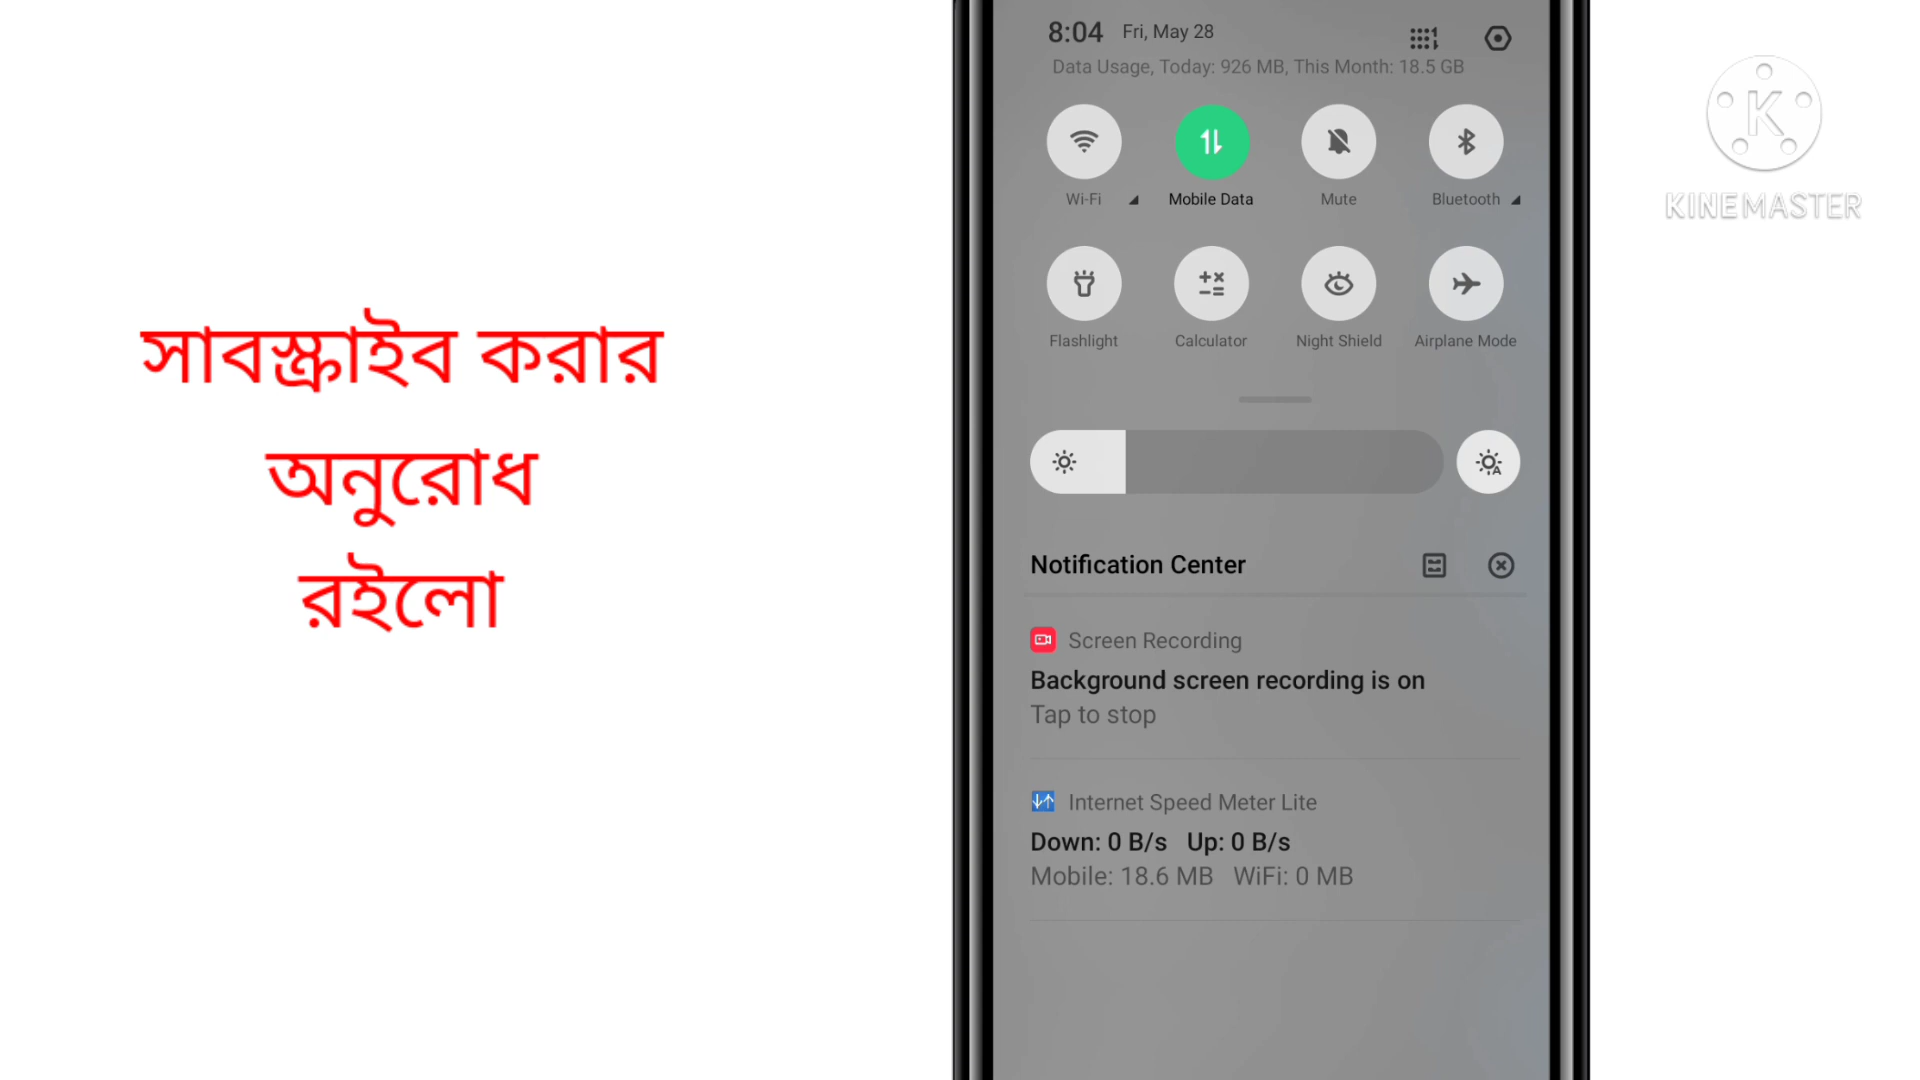 সাবস্ক্রাইব করার
অনুরোধ
রইলো
8:04 Fri, May 28
Data Usage, Today: 926 MB, This Month: 18.5 GB
Wi-Fi Mobile Data Mute Bluetooth
Flashlight Calculator Night Shield Airplane Mode
Notification Center
Screen Recording
Background screen recording is on
Tap to stop
Internet Speed Meter Lite
Down: 0 B/s Up: 0 B/s
Mobile: 18.6 MB WiFi: 0 MB
K
KINEMASTER